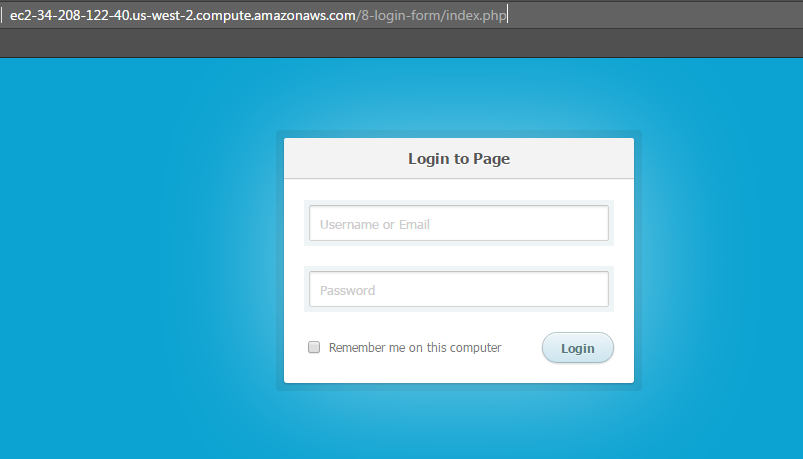 ec2-34-208-122-40.us-west-2.compute.amazonaws.com/8-login-form/index.php
Login to Page
Username or Email
Password
Remember me on this computer
Login